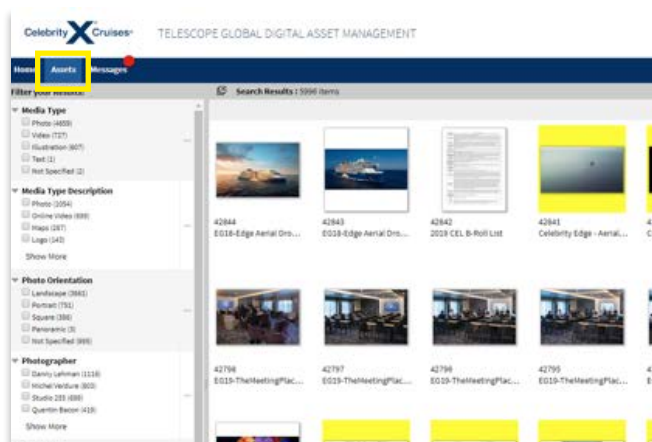 Celebrity X Cruises®
TELESCOPE GLOBAL DIGITAL ASSET MANAGEMENT
Home Assets Messages
Filter your Results:
Search Results : 5996 items
Media Type
Photo (4659)
Video (727)
Illustration (607)
Text (1)
Not Specified (2)
Media Type Description
Photo (1054)
Online Video (699)
Maps (287)
Logo (143)
Show More
Photo Orientation
Landscape (3661)
Portrait (751)
Square (386)
Panoramic (3)
Not Specified (969)
Photographer
Danny Lehman (1116)
Michel Verdure (803)
Studio 255 (699)
Quentin Bacon (419)
Show More
42844
EG18-Edge Aerial Dro...
42843
EG18-Edge Aerial Dro...
42842
2019 CEL B-Roll List
42841
Celebrity Edge - Aerial...
42798
EG19-TheMeetingPlac...
42797
EG19-TheMeetingPlac...
42796
EG19-TheMeetingPlac...
42795
EG19-TheMeetingPlac...